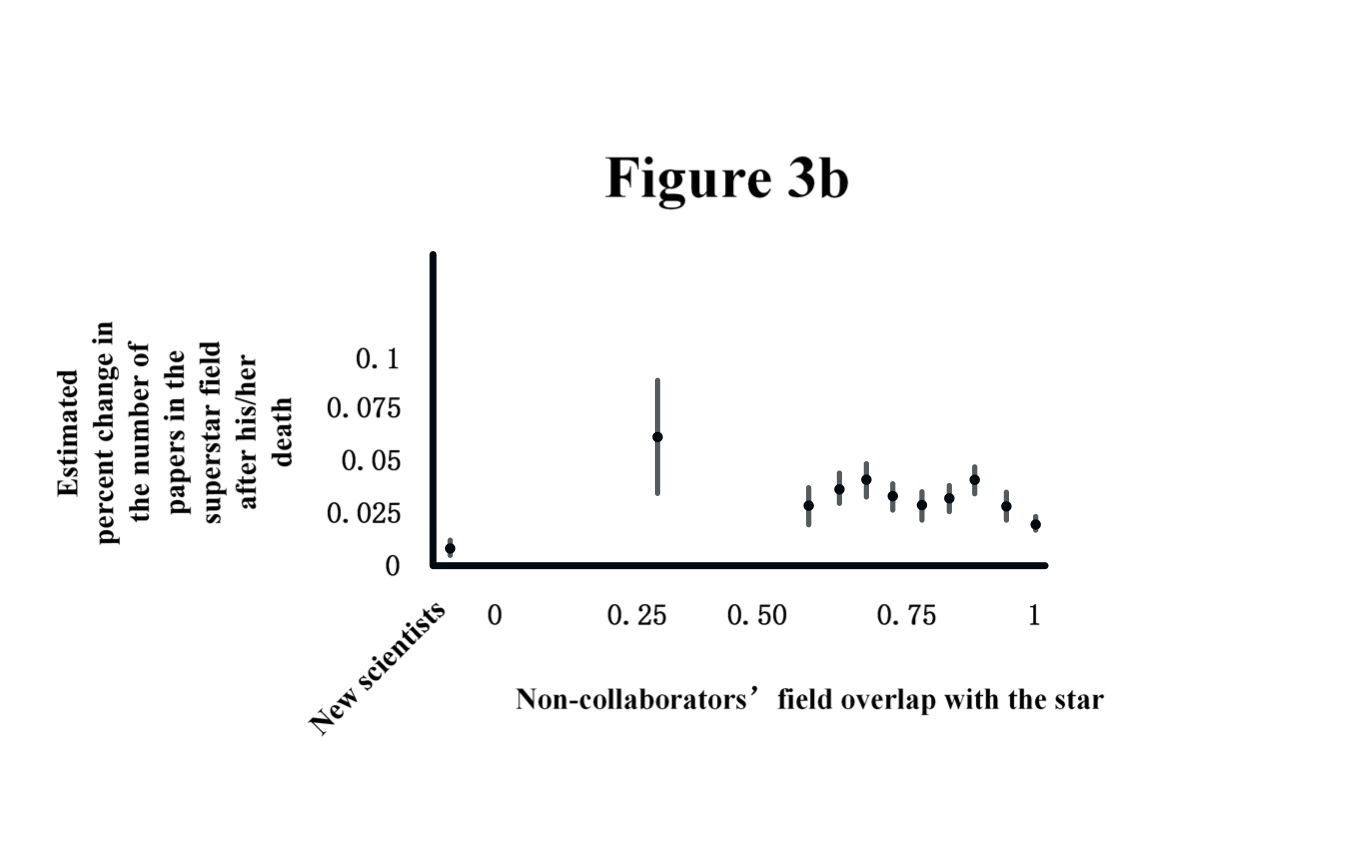 Figure 3b
Estimated
percent change in
the number of
papers in the
superstar field
after his/her
death
0.1
0.075
0.05
0.025
0
New scientists
0 0.25 0.50 0.75 1
Non-collaborators’ field overlap with the star